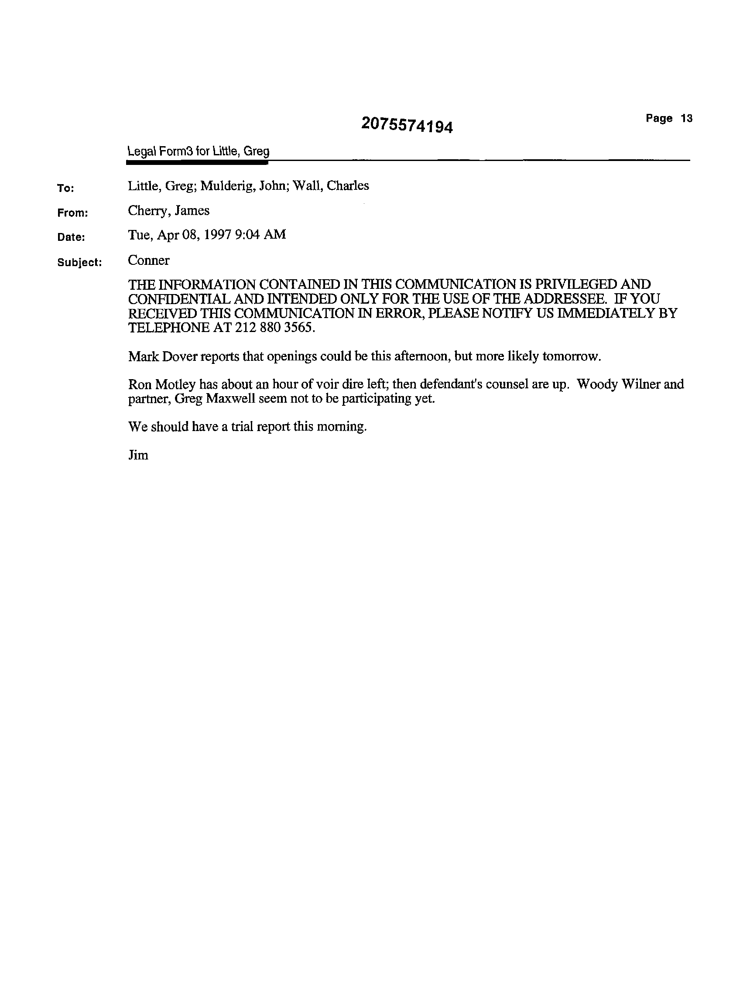 2075574194
Page 13
Legal Form3 for Little, Greg
To: Little, Greg; Mulderig, John; Wall, Charles
From: Cherry, James
Date: Tue, Apr 08, 1997 9:04 AM
Subject: Conner
THE INFORMATION CONTAINED IN THIS COMMUNICATION IS PRIVILEGED AND
CONFIDENTIAL AND INTENDED ONLY FOR THE USE OF THE ADDRESSEE. IF YOU
RECEIVED THIS COMMUNICATION IN ERROR, PLEASE NOTIFY US IMMEDIATELY BY
TELEPHONE AT 212 880 3565.
Mark Dover reports that openings could be this afternoon, but more likely tomorrow.
Ron Motley has about an hour of voir dire left; then defendant's counsel are up. Woody Wilner and
partner, Greg Maxwell seem not to be participating yet.
We should have a trial report this morning.
Jim